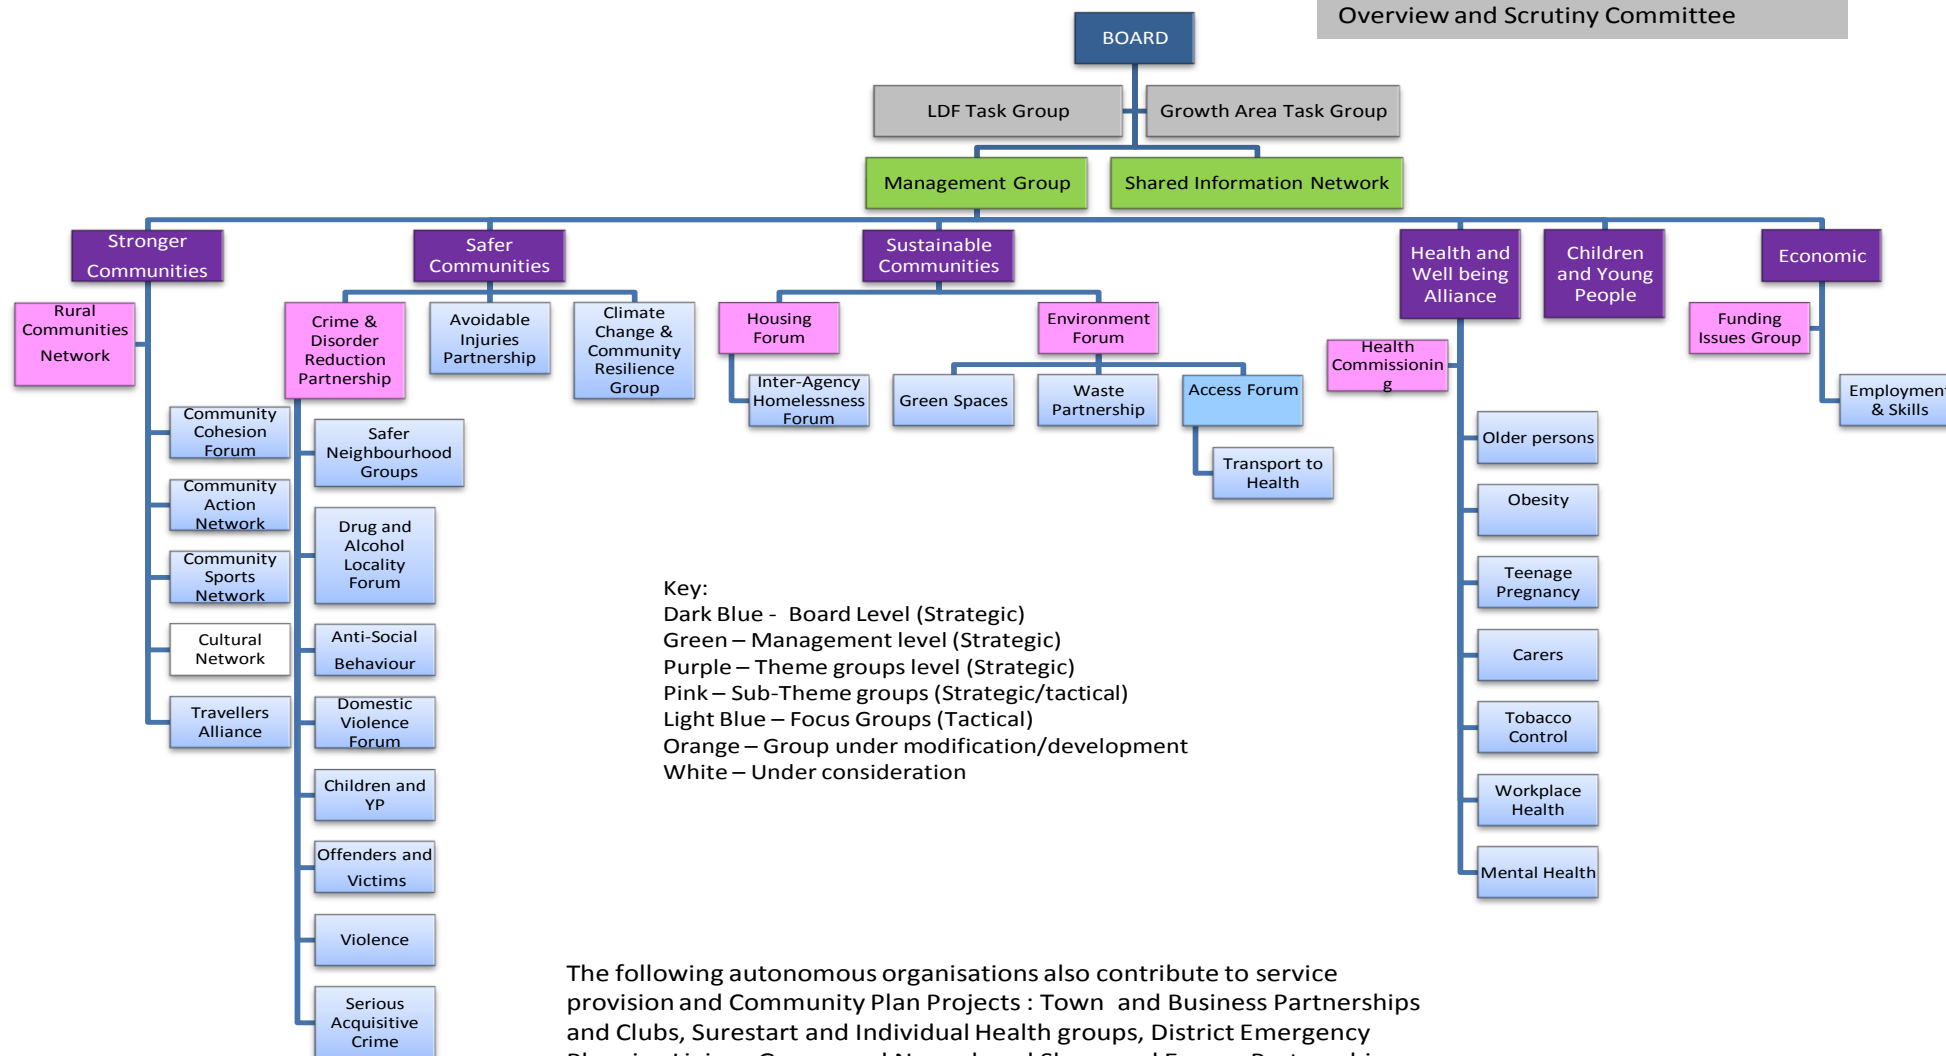 Overview and Scrutiny Committee
BOARD
LDF Task Group
Growth Area Task Group
Management Group
Shared Information Network
Stronger
Communities
Safer
Communities
Sustainable
Communities
Health and
Well being
Alliance
Children
and Young
People
Economic
Rural
Communities
Network
Crime &
Disorder
Reduction
Partnership
Avoidable
Injuries
Partnership
Climate
Change &
Community
Resilience
Group
Housing
Forum
Environment
Forum
Health
Commissionin
g
Funding
Issues Group
Inter-Agency
Homelessness
Forum
Green Spaces
Waste
Partnership
Access Forum
Employment
& Skills
Transport to
Health
Community
Cohesion
Forum
Community
Action
Network
Community
Sports
Network
Cultural
Network
Travellers
Alliance
Safer
Neighbourhood
Groups
Drug and
Alcohol
Locality
Forum
Anti-Social
Behaviour
Domestic
Violence
Forum
Children and
YP
Offenders and
Victims
Violence
Serious
Acquisitive
Crime
Older persons
Obesity
Teenage
Pregnancy
Carers
Tobacco
Control
Workplace
Health
Mental Health
Key:
Dark Blue - Board Level (Strategic)
Green – Management level (Strategic)
Purple – Theme groups level (Strategic)
Pink – Sub-Theme groups (Strategic/tactical)
Light Blue – Focus Groups (Tactical)
Orange – Group under modification/development
White – Under consideration
The following autonomous organisations also contribute to service
provision and Community Plan Projects : Town and Business Partnerships
and Clubs, Surestart and Individual Health groups, District Emergency